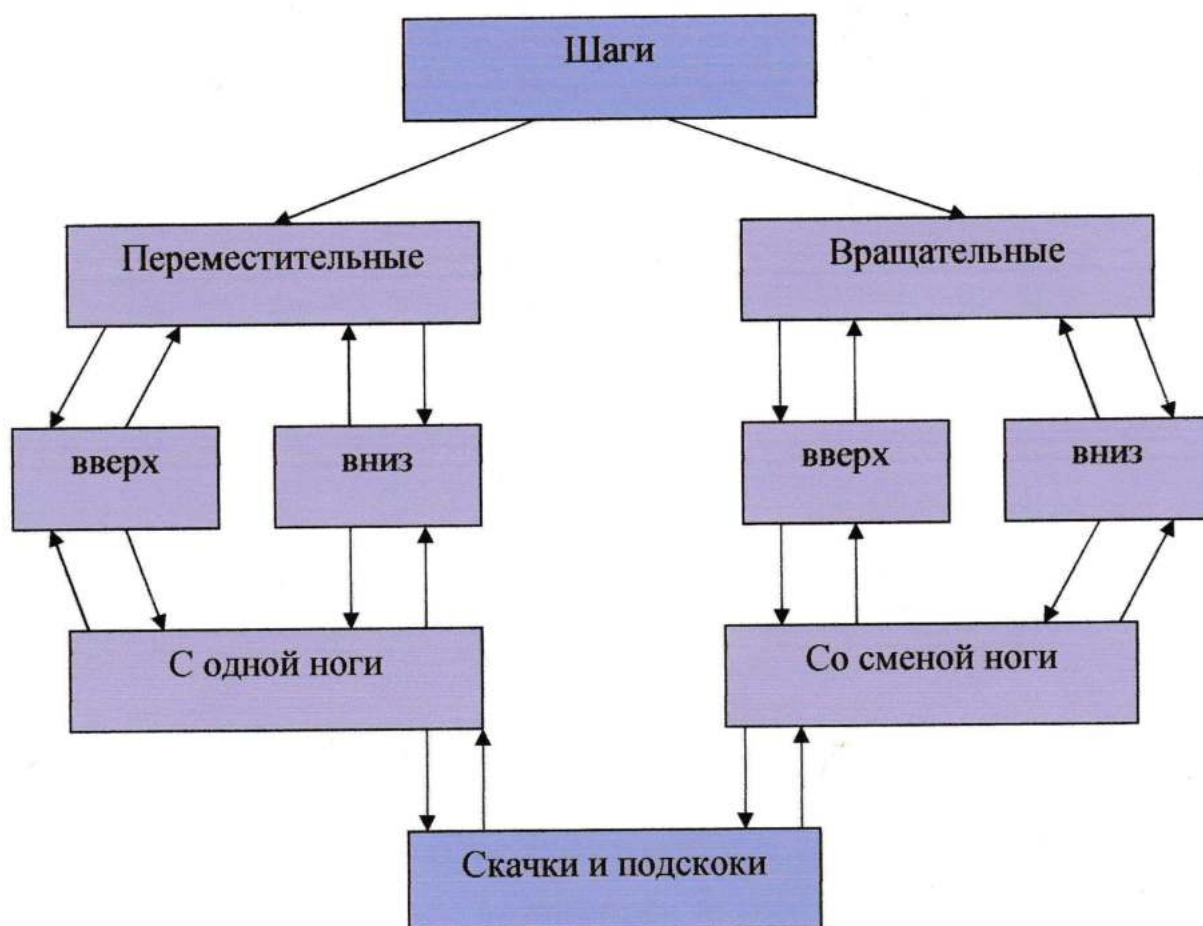 Шаги
Переместительные
Вращательные
вверх
вниз
вверх
вниз
С одной ноги
Со сменой ноги
Скачки и подскоки